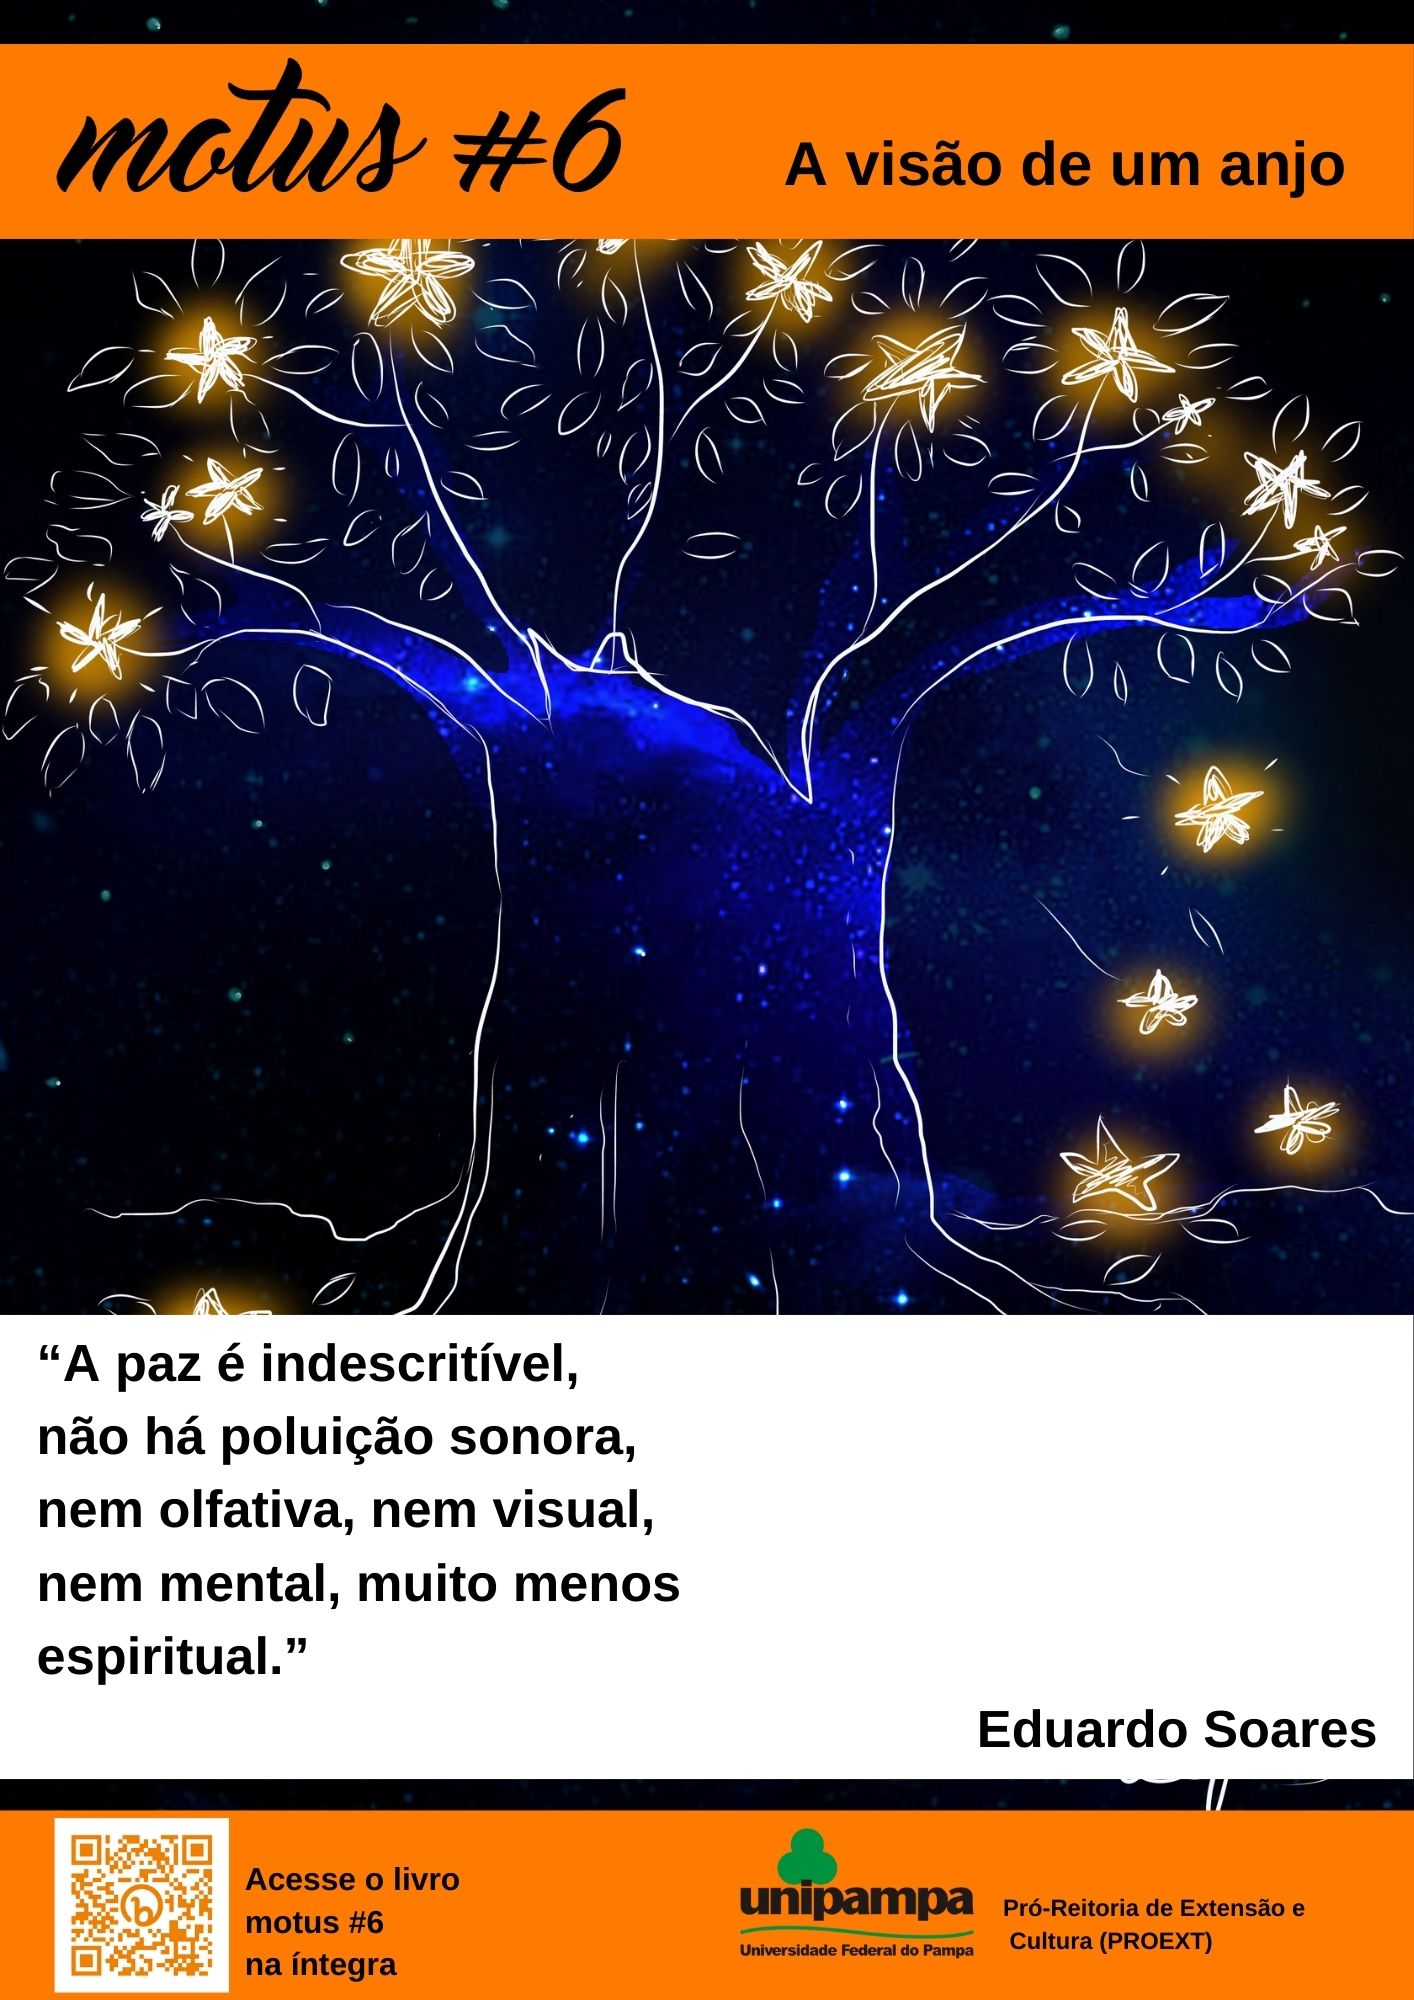 motus #6
A visão de um anjo
“A paz é indescritível,
não há poluição sonora,
nem olfativa, nem visual,
nem mental, muito menos
espiritual.”
Eduardo Soares
Acesse o livro
motus #6
na íntegra
unipampa
Universidade Federal do Pampa
Pró-Reitoria de Extensão e
Cultura (PROEXT)